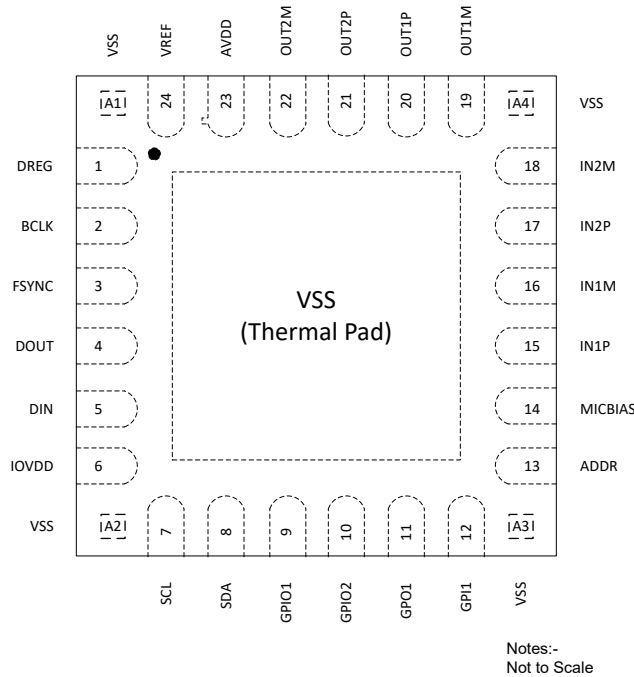 VSS
VREF
AVDD
OUT2M
OUT2P
OUT1P
OUT1M
A1
24
23
22
21
20
19
A4
VSS
DREG
1
18
IN2M
BCLK
2
17
IN2P
FSYNC
3
16
IN1M
VSS
(Thermal Pad)
DOUT
4
15
IN1P
DIN
5
14
MICBIAS
IOVDD
6
13
ADDR
VSS
A2
7
8
9
10
11
12
A3
SCL
SDA
GPIO1
GPIO2
GPO1
GPI1
VSS
Notes:-
Not to Scale